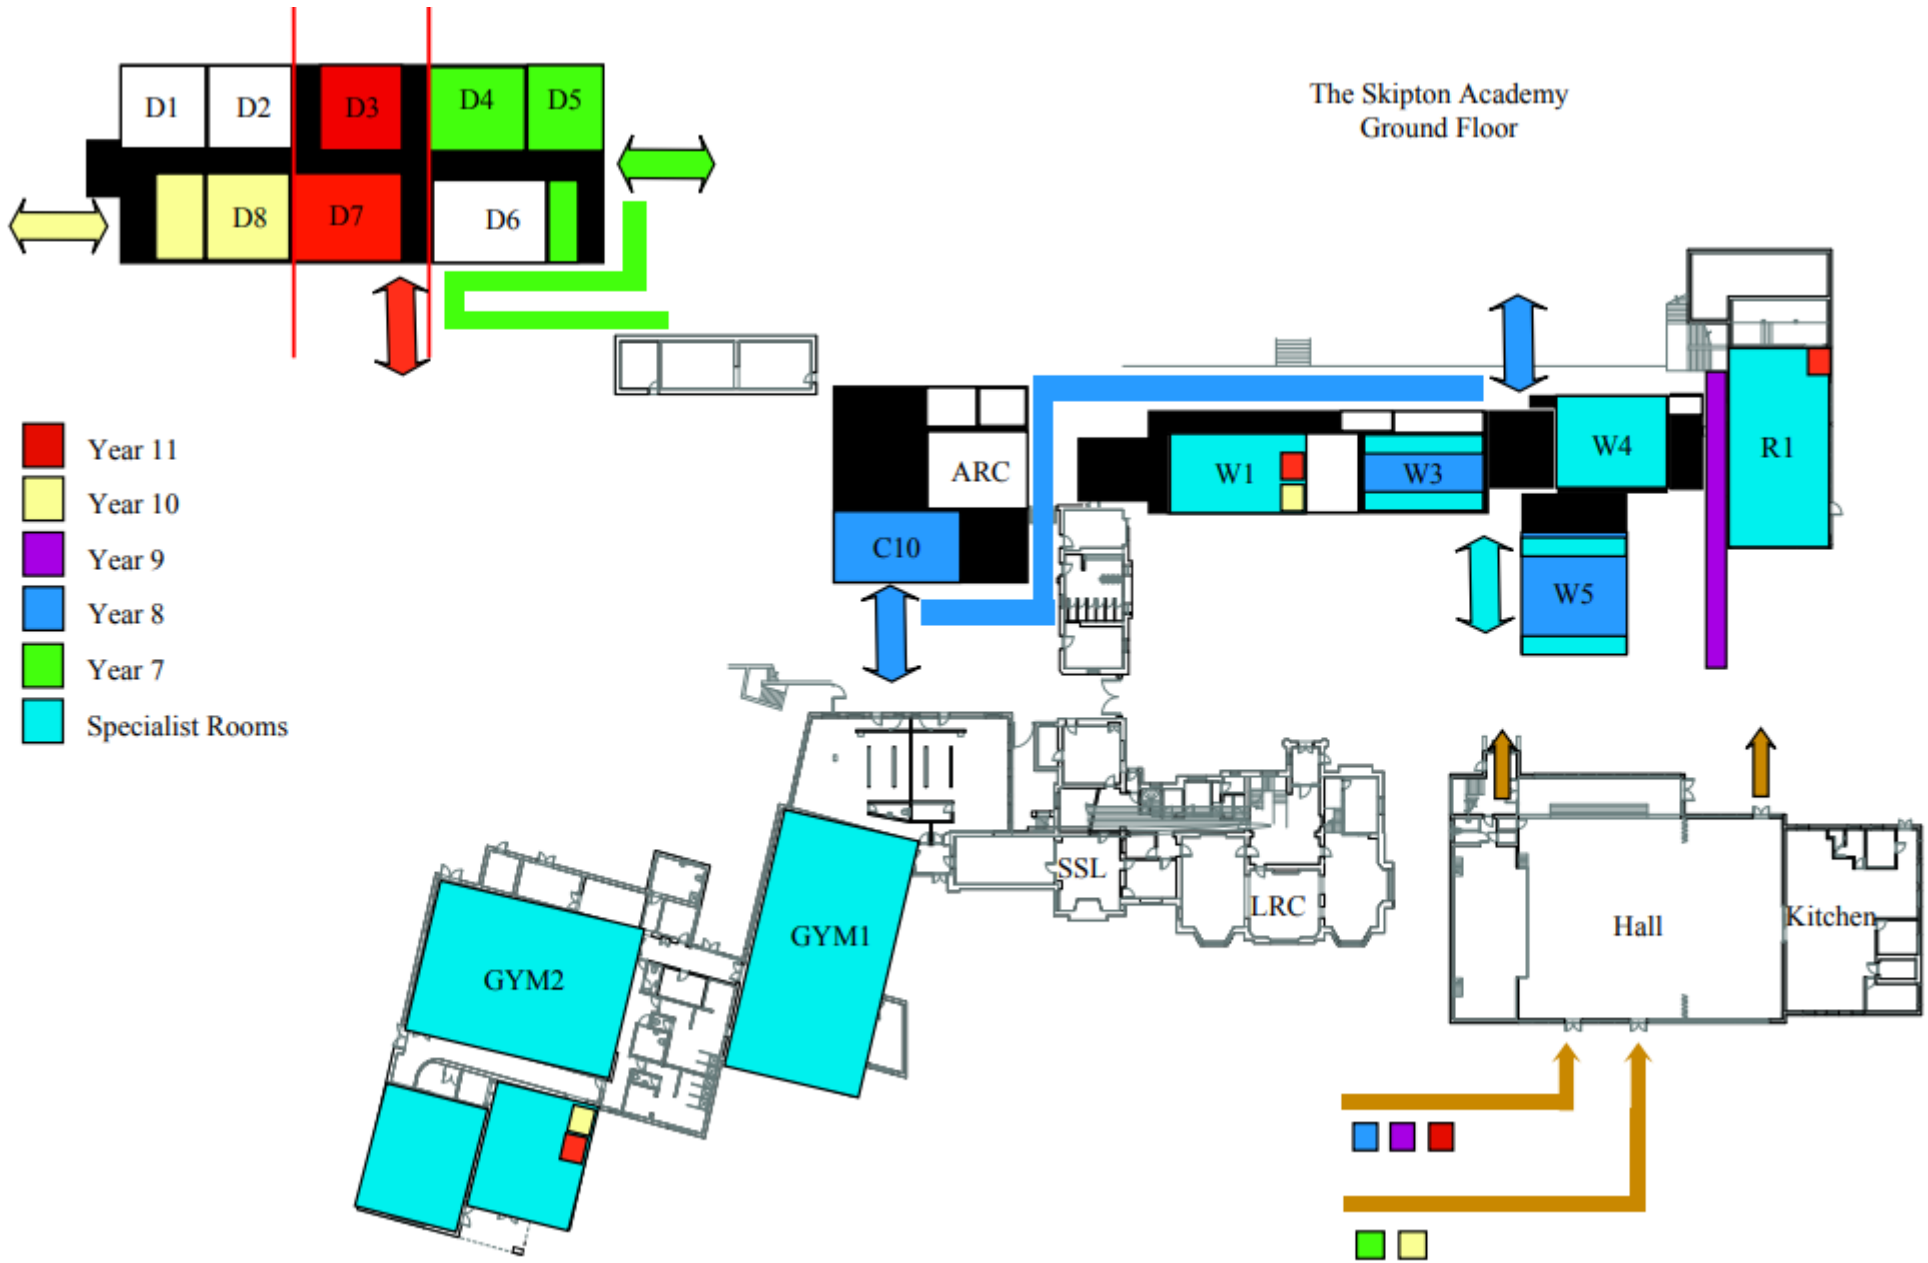 The Skipton Academy
Ground Floor
D1
D2
D3
D4
D5
D8
D7
D6
Year 11
Year 10
Year 9
Year 8
Year 7
Specialist Rooms
ARC
C10
W1
W3
W4
R1
W5
SSL
LRC
GYM1
GYM2
Hall
Kitchen